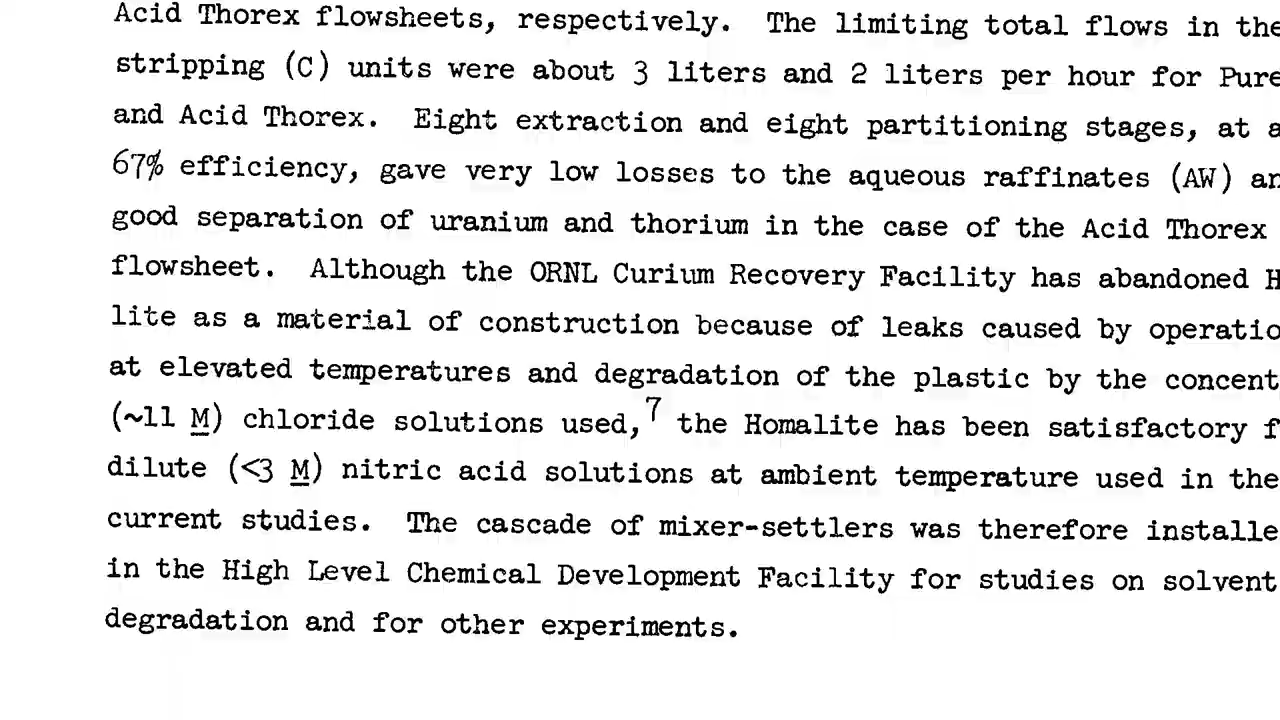 Acid Thorex flowsheets, respectively. The limiting total flows in the
stripping (C) units were about 3 liters and 2 liters per hour for Pure
and Acid Thorex. Eight extraction and eight partitioning stages, at a
67% efficiency, gave very low losses to the aqueous raffinates (AW) an
good separation of uranium and thorium in the case of the Acid Thorex
flowsheet. Although the ORNL Curium Recovery Facility has abandoned H
lite as a material of construction because of leaks caused by operatio
at elevated temperatures and degradation of the plastic by the concent
(~11 M) chloride solutions used,7 the Homalite has been satisfactory f
dilute (<3 M) nitric acid solutions at ambient temperature used in the
current studies. The cascade of mixer-settlers was therefore installe
in the High Level Chemical Development Facility for studies on solvent
degradation and for other experiments.